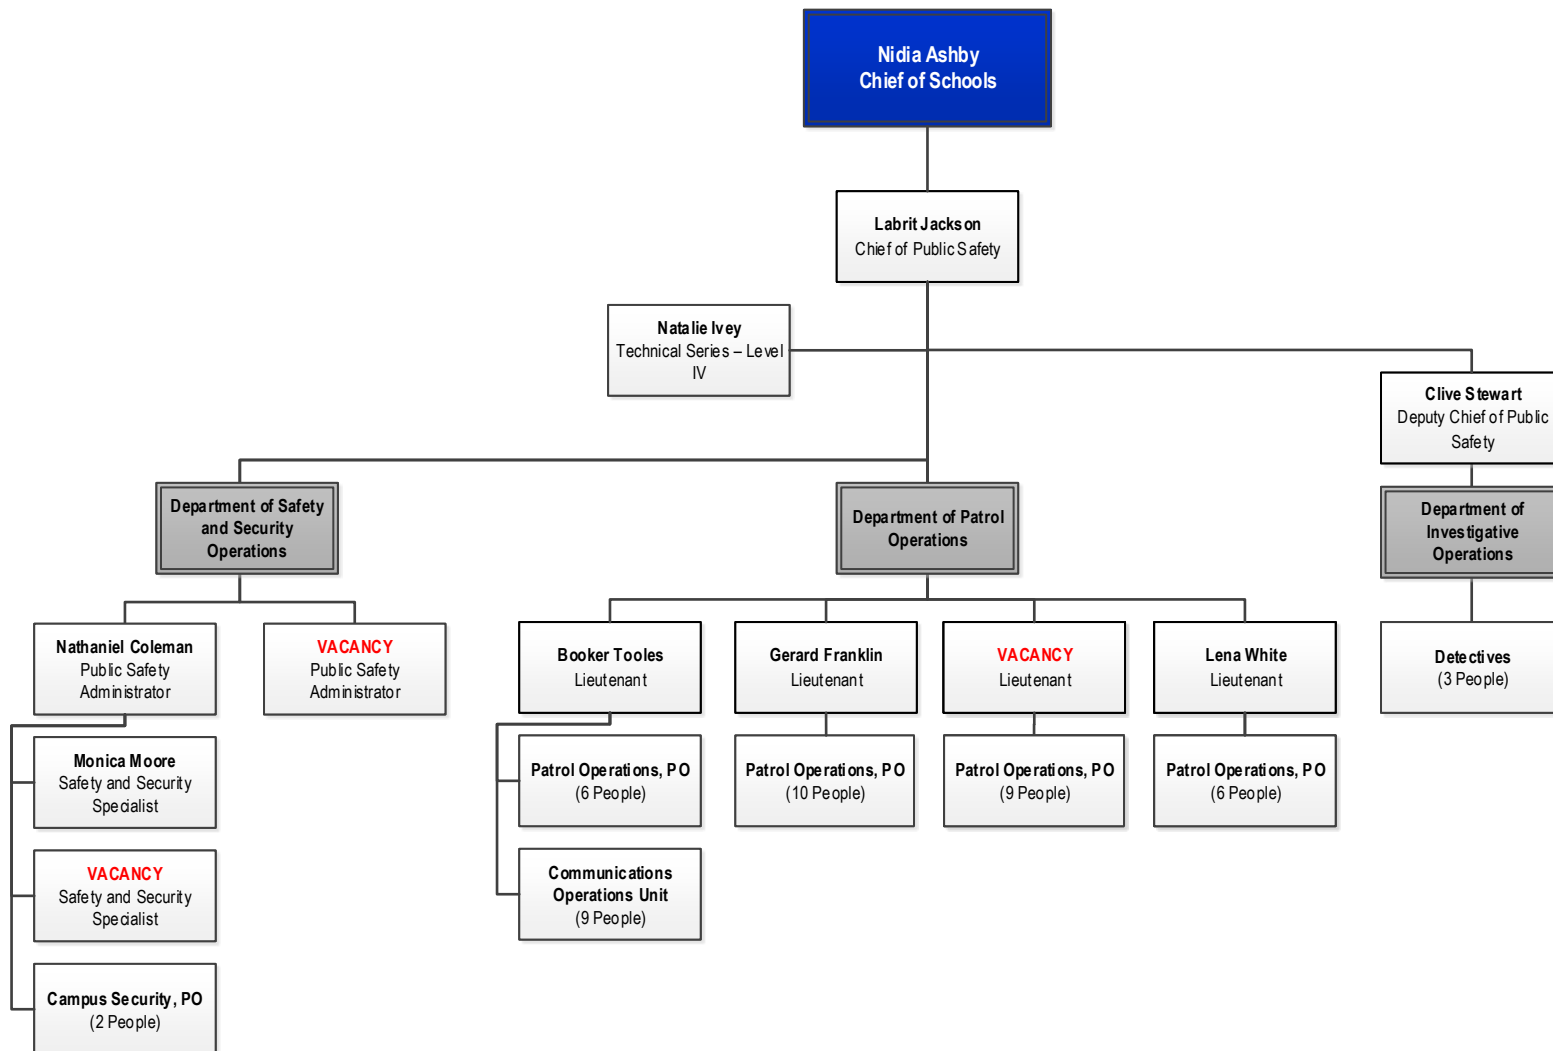 Nidia Ashby
Chief of Schools
Labrit Jackson
Chief of Public Safety
Natalie Ivey
Technical Series – Level
IV
Clive Stewart
Deputy Chief of Public
Safety
Department of Safety
and Security
Operations
Department of Patrol
Operations
Department of
Investigative
Operations
Nathaniel Coleman
Public Safety
Administrator
VACANCY
Public Safety
Administrator
Booker Tooles
Lieutenant
Gerard Franklin
Lieutenant
VACANCY
Lieutenant
Lena White
Lieutenant
Detectives
(3 People)
Monica Moore
Safety and Security
Specialist
Patrol Operations, PO
(6 People)
Patrol Operations, PO
(10 People)
Patrol Operations, PO
(9 People)
Patrol Operations, PO
(6 People)
VACANCY
Safety and Security
Specialist
Communications
Operations Unit
(9 People)
Campus Security, PO
(2 People)